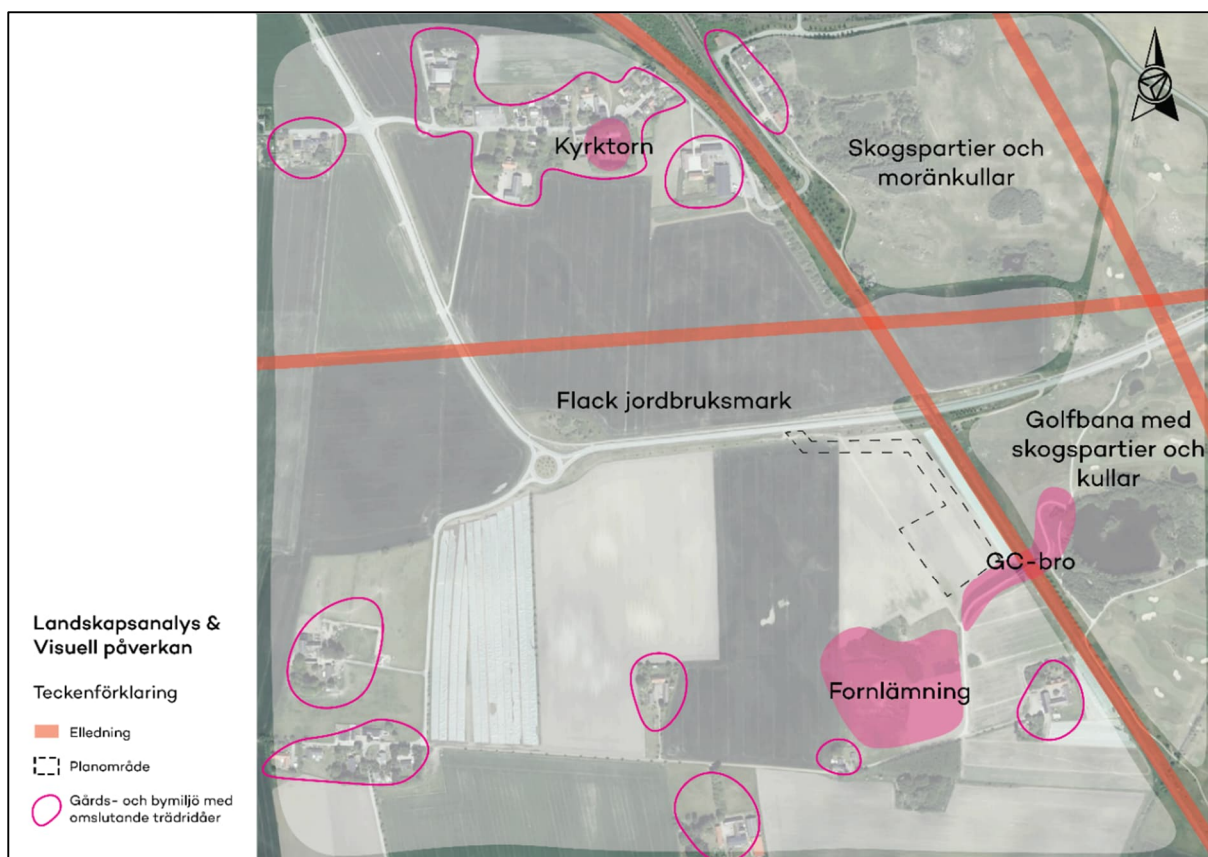 Kyrktorn
Skogspartier och
moränkullar
Flack jordbruksmark
Golfbana med
skogspartier och
kullar
GC-bro
Fornlämning
Landskapsanalys &
Visuell påverkan
Teckenförklaring
Elledning
Planområde
Gårds- och bymiljö med
omslutande trädridåer